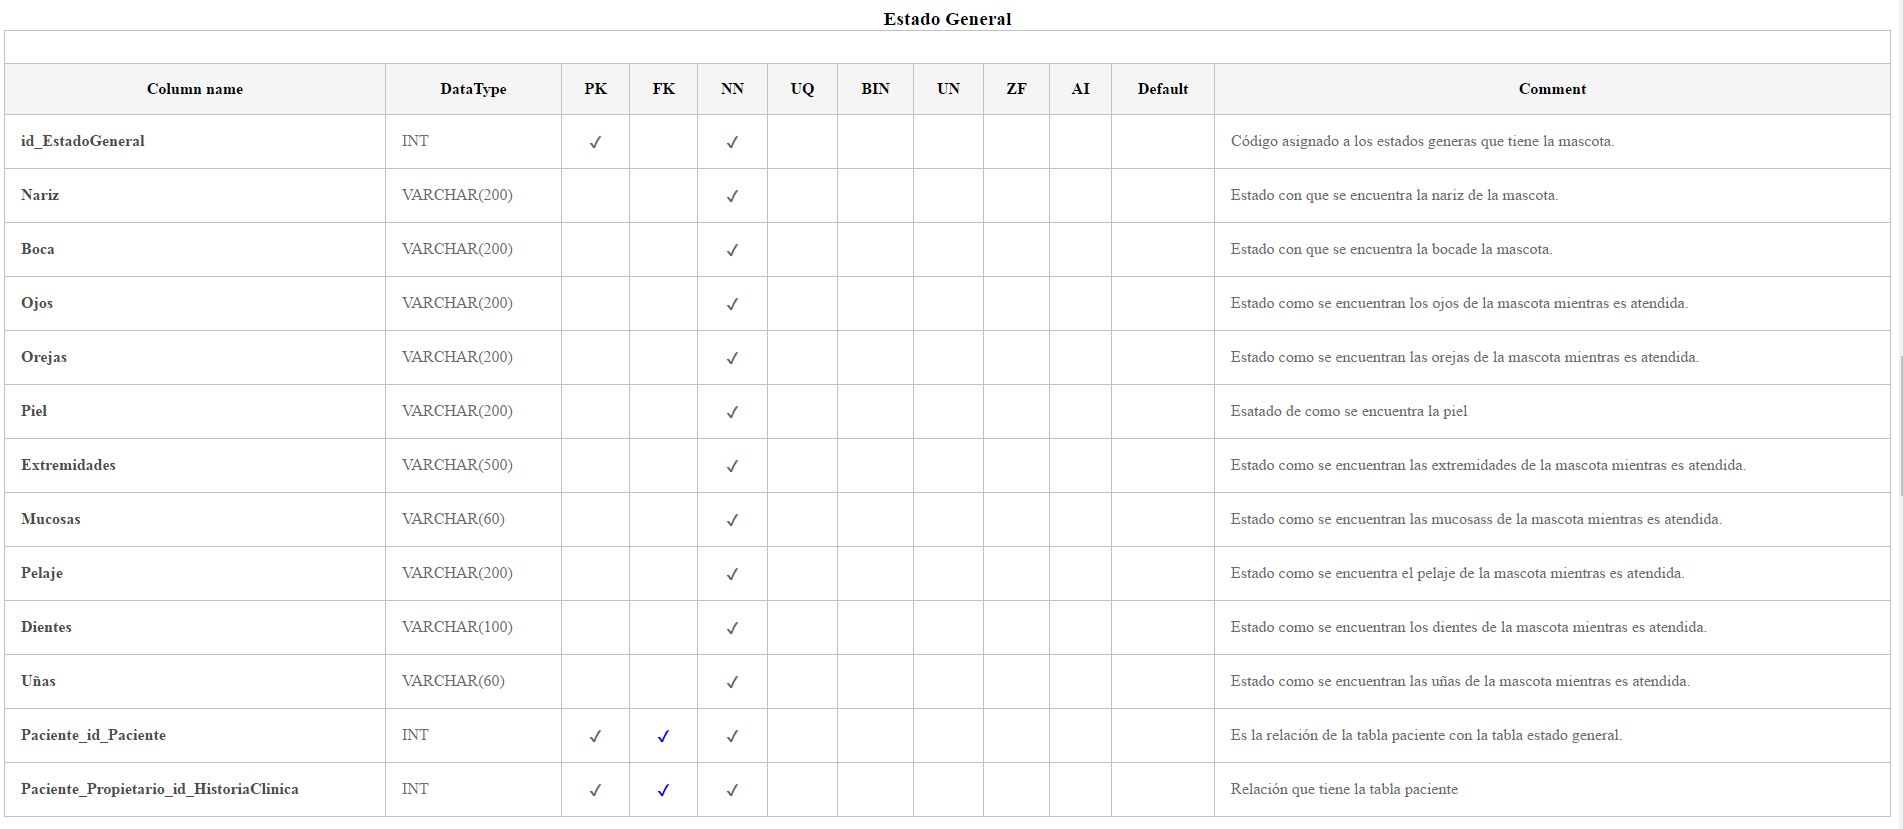 Estado General
Column name DataType PK FK NN UQ BIN UN ZF AI Default Comment
id_EstadoGeneral INT ✓ ✓ Código asignado a los estados generas que tiene la mascota.
Nariz VARCHAR(200) ✓ Estado con que se encuentra la nariz de la mascota.
Boca VARCHAR(200) ✓ Estado con que se encuentra la bocade la mascota.
Ojos VARCHAR(200) ✓ Estado como se encuentran los ojos de la mascota mientras es atendida.
Orejas VARCHAR(200) ✓ Estado como se encuentran las orejas de la mascota mientras es atendida.
Piel VARCHAR(200) ✓ Esatado de como se encuentra la piel
Extremidades VARCHAR(500) ✓ Estado como se encuentran las extremidades de la mascota mientras es atendida.
Mucosas VARCHAR(60) ✓ Estado como se encuentran las mucosass de la mascota mientras es atendida.
Pelaje VARCHAR(200) ✓ Estado como se encuentra el pelaje de la mascota mientras es atendida.
Dientes VARCHAR(100) ✓ Estado como se encuentran los dientes de la mascota mientras es atendida.
Uñas VARCHAR(60) ✓ Estado como se encuentran las uñas de la mascota mientras es atendida.
Paciente_id_Paciente INT ✓ ✓ ✓ Es la relación de la tabla paciente con la tabla estado general.
Paciente_Propietario_id_HistoriaClinica INT ✓ ✓ ✓ Relación que tiene la tabla paciente